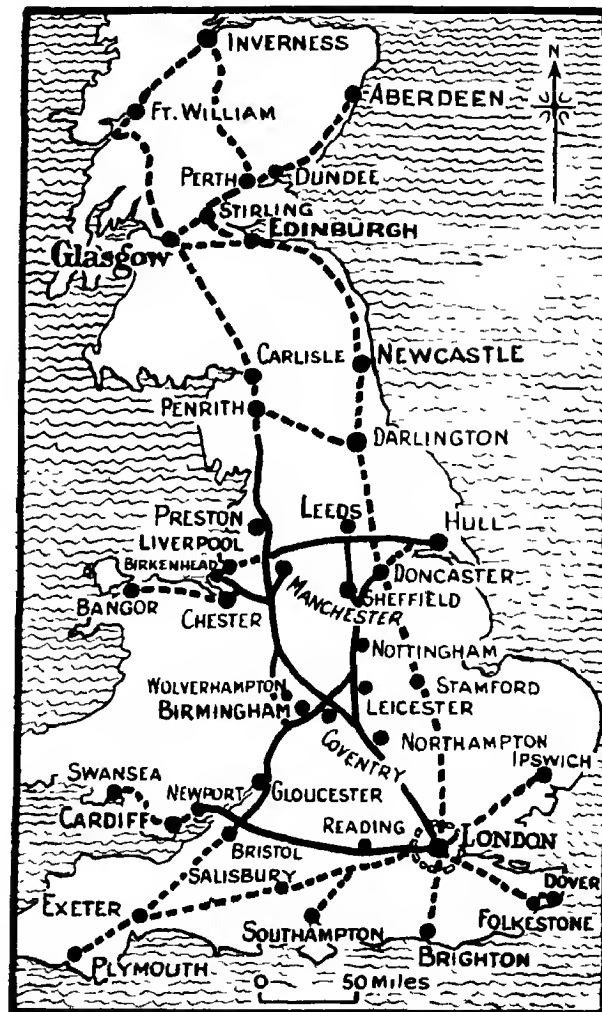 INVERNESS
N
ABERDEEN
FT. WILLIAM
PERTH
DUNDEE
STIRLING
EDINBURGH
Glasgow
CARLISLE
NEWCASTLE
PENRITH
DARLINGTON
PRESTON
LEEDS
HULL
LIVERPOOL
BIRKENHEAD
MANCHESTER
DONCASTER
SHEFFIELD
BANGOR
CHESTER
NOTTINGHAM
WOLVERHAMPTON
STAMFORD
BIRMINGHAM
LEICESTER
COVENTRY
NORTHAMPTON
IPSWICH
SWANSEA
NEWPORT
GLOUCESTER
CARDIFF
READING
LONDON
BRISTOL
SALISBURY
DOVER
EXETER
SOUTHAMPTON
FOLKESTONE
PLYMOUTH
BRIGHTON
0 50 MILES